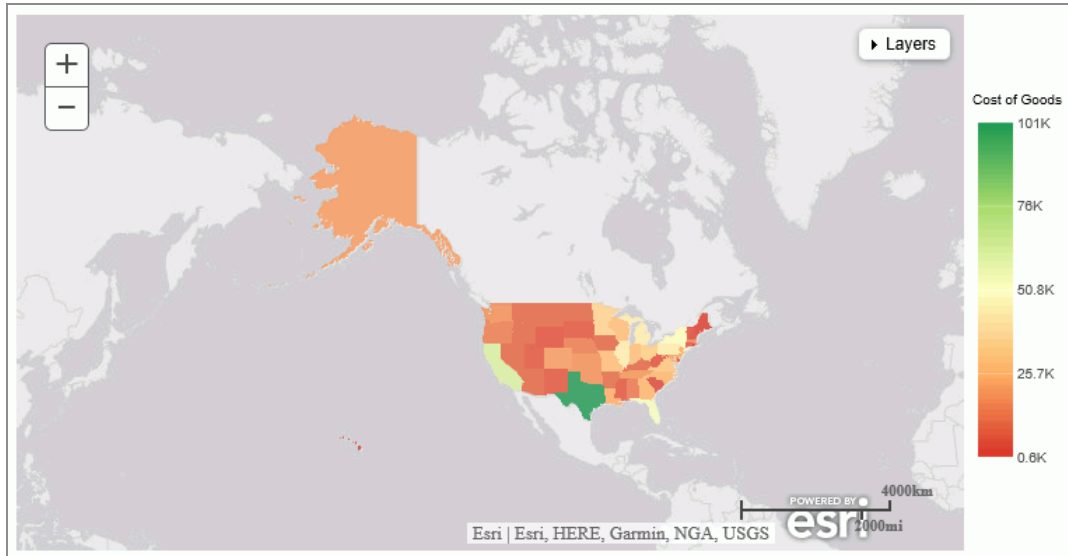 +
−
Layers
Cost of Goods
101K
76K
50.8K
25.7K
0.6K
4000km
2000mi
POWERED BY
esri
Esri | Esri, HERE, Garmin, NGA, USGS